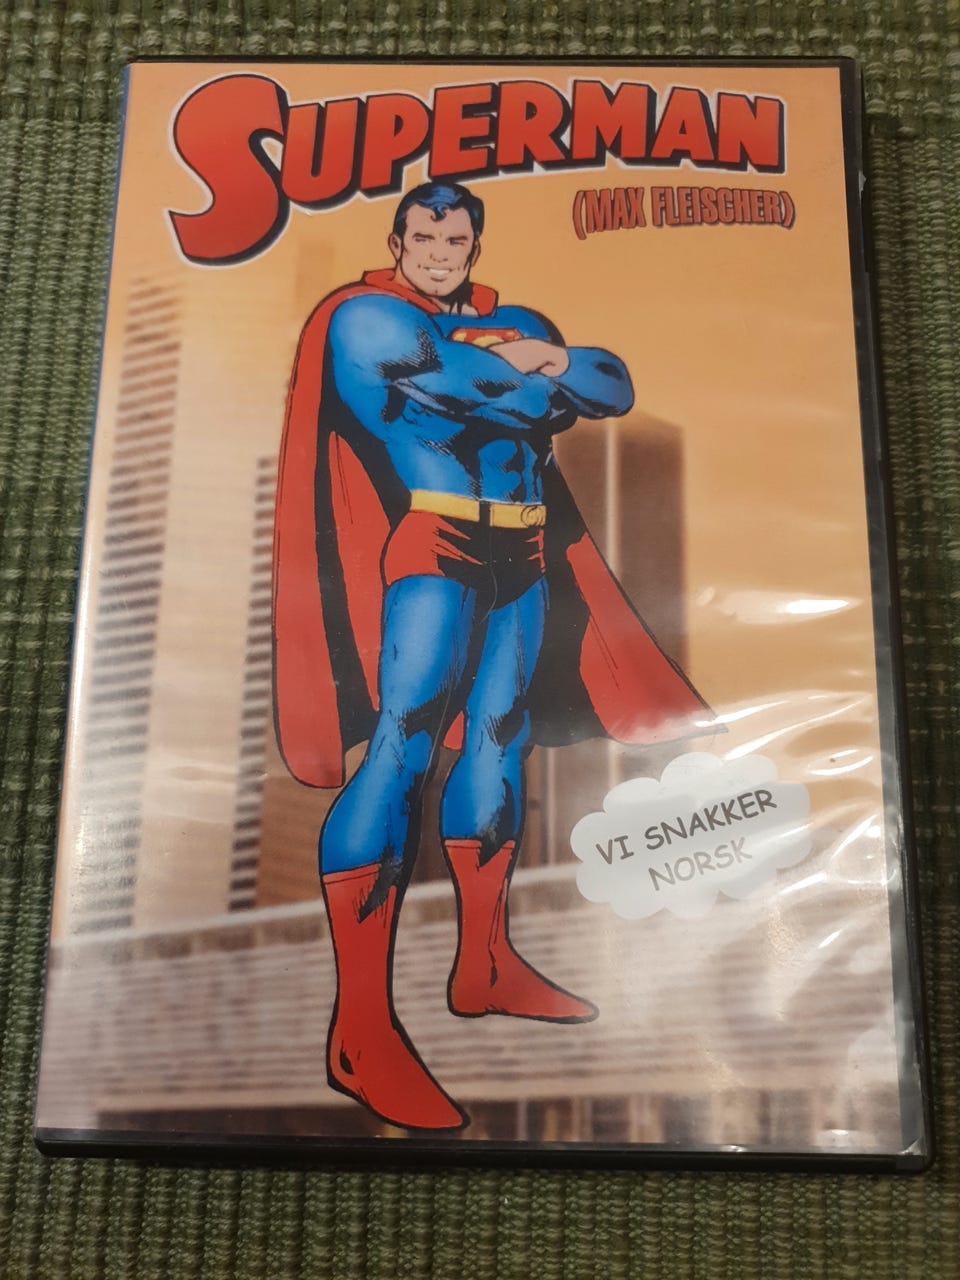 SUPERMAN
(MAX FLEISCHER)
VI SNAKKER
NORSK